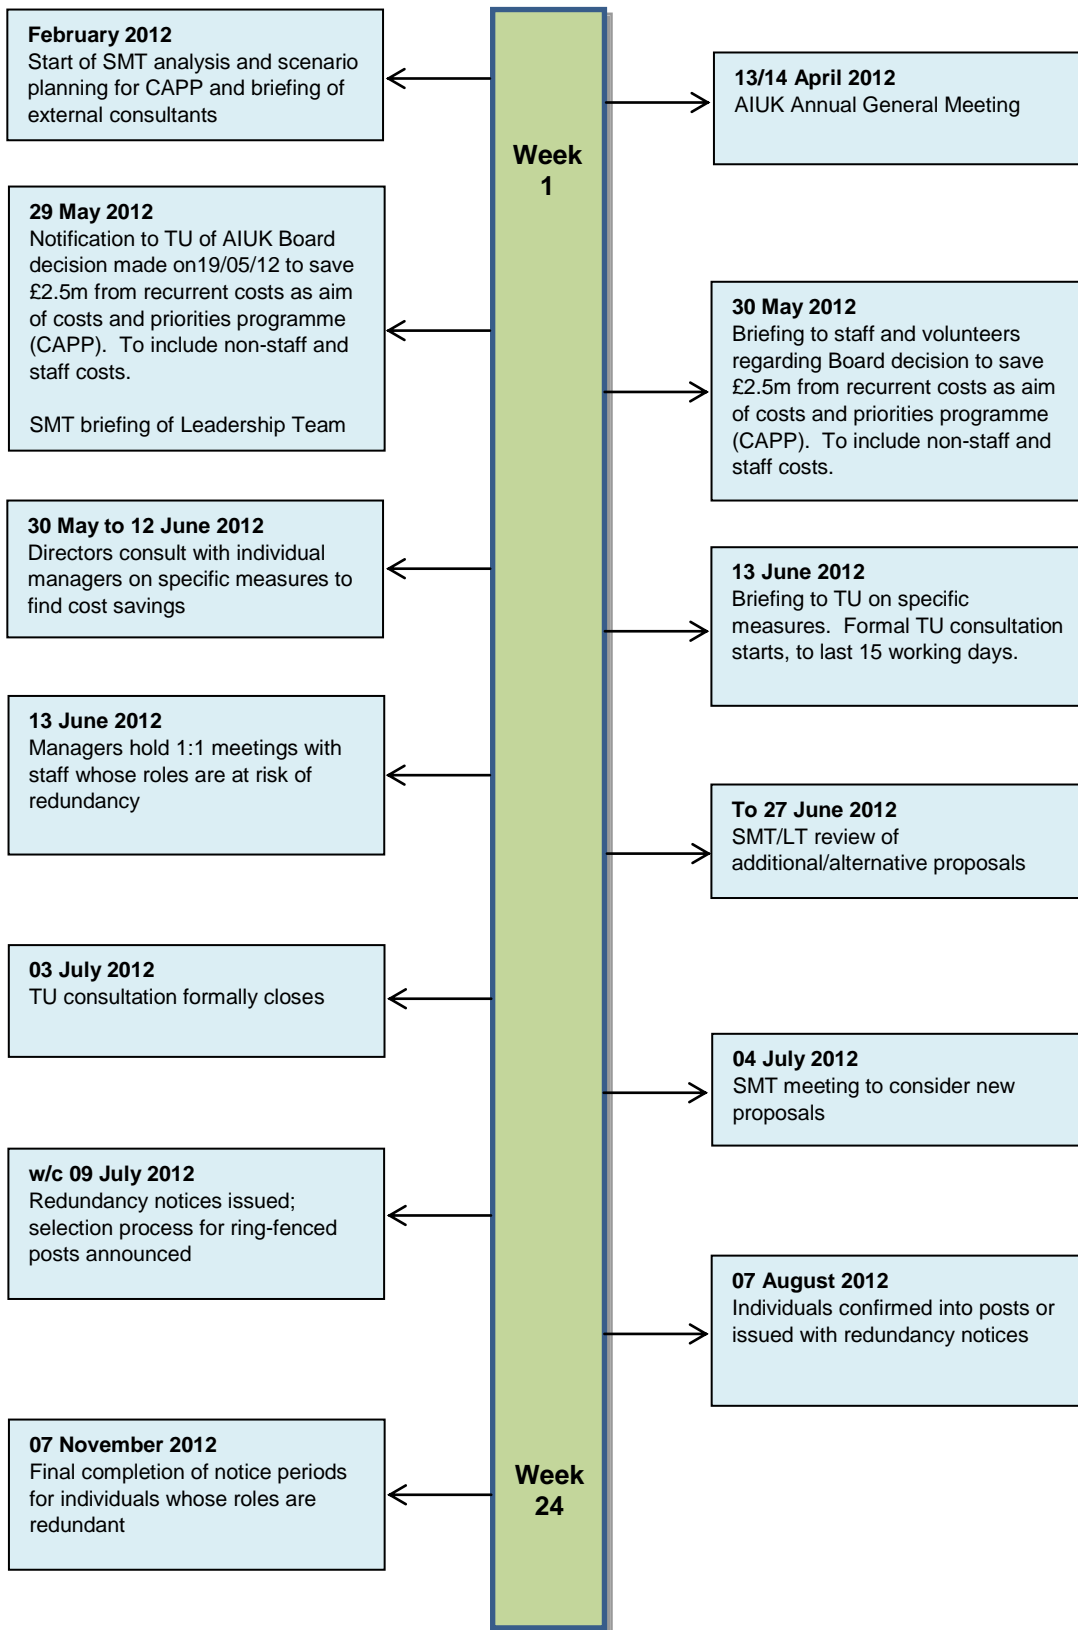 February 2012
Start of SMT analysis and scenario
planning for CAPP and briefing of
external consultants
13/14 April 2012
AIUK Annual General Meeting
Week
1
29 May 2012
Notification to TU of AIUK Board
decision made on19/05/12 to save
£2.5m from recurrent costs as aim
of costs and priorities programme
(CAPP).  To include non-staff and
staff costs.
SMT briefing of Leadership Team
30 May 2012
Briefing to staff and volunteers
regarding Board decision to save
£2.5m from recurrent costs as aim
of costs and priorities programme
(CAPP).  To include non-staff and
staff costs.
30 May to 12 June 2012
Directors consult with individual
managers on specific measures to
find cost savings
13 June 2012
Briefing to TU on specific
measures.  Formal TU consultation
starts, to last 15 working days.
13 June 2012
Managers hold 1:1 meetings with
staff whose roles are at risk of
redundancy
To 27 June 2012
SMT/LT review of
additional/alternative proposals
03 July 2012
TU consultation formally closes
04 July 2012
SMT meeting to consider new
proposals
w/c 09 July 2012
Redundancy notices issued;
selection process for ring-fenced
posts announced
07 August 2012
Individuals confirmed into posts or
issued with redundancy notices
07 November 2012
Final completion of notice periods
for individuals whose roles are
redundant
Week
24